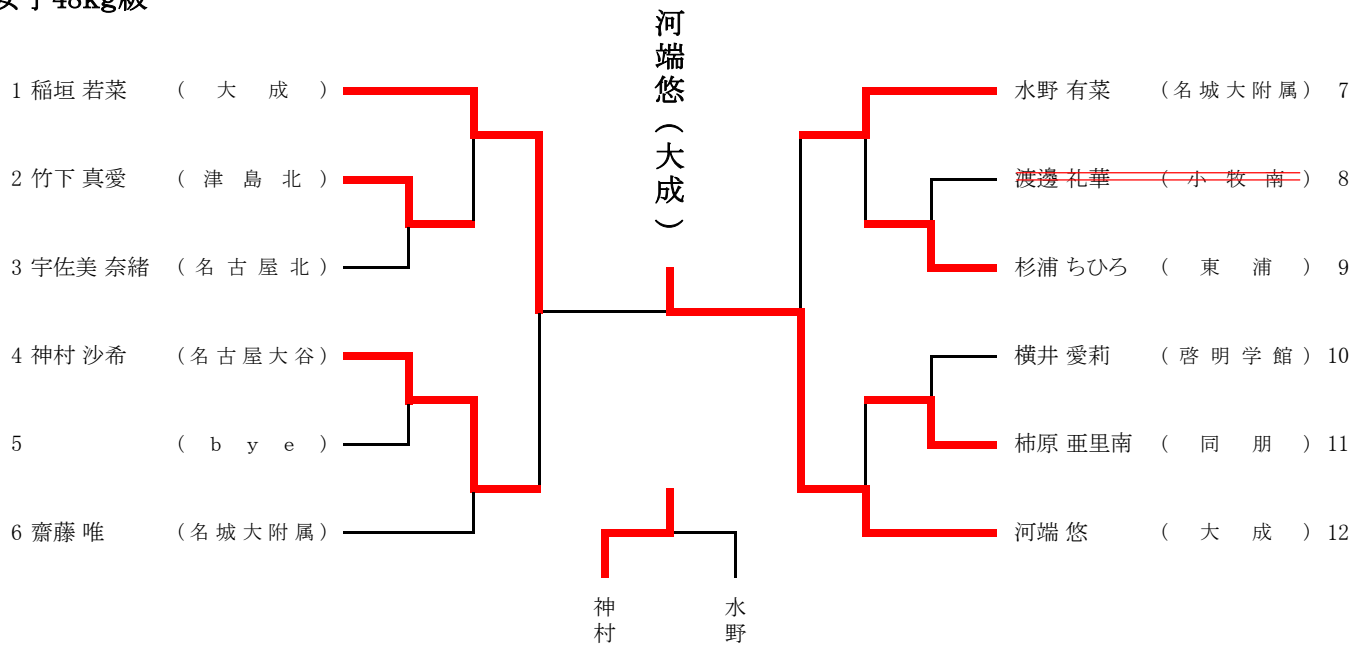 女子48kg級
河端悠（大成）
1 稲垣 若菜 （大成）
2 竹下 真愛 （津島北）
3 宇佐美 奈緒 （名古屋北）
4 神村 沙希 （名古屋大谷）
5 （bye）
6 齋藤 唯 （名城大附属）
水野 有菜 （名城大附属） 7
渡邊 礼華 （小牧南） 8
杉浦 ちひろ （東浦） 9
横井 愛莉 （啓明学館） 10
柿原 亜里南 （同朋） 11
河端 悠 （大成） 12
神村
水野